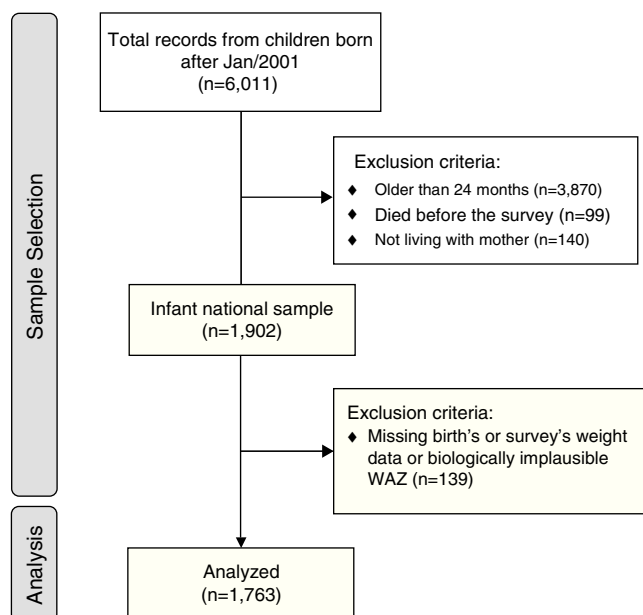 Total records from children born
after Jan/2001
(n=6,011)
Exclusion criteria:
♦ Older than 24 months (n=3,870)
♦ Died before the survey (n=99)
♦ Not living with mother (n=140)
Sample Selection
Infant national sample
(n=1,902)
Exclusion criteria:
♦ Missing birth's or survey's weight
data or biologically implausible
WAZ (n=139)
Analysis
Analyzed
(n=1,763)